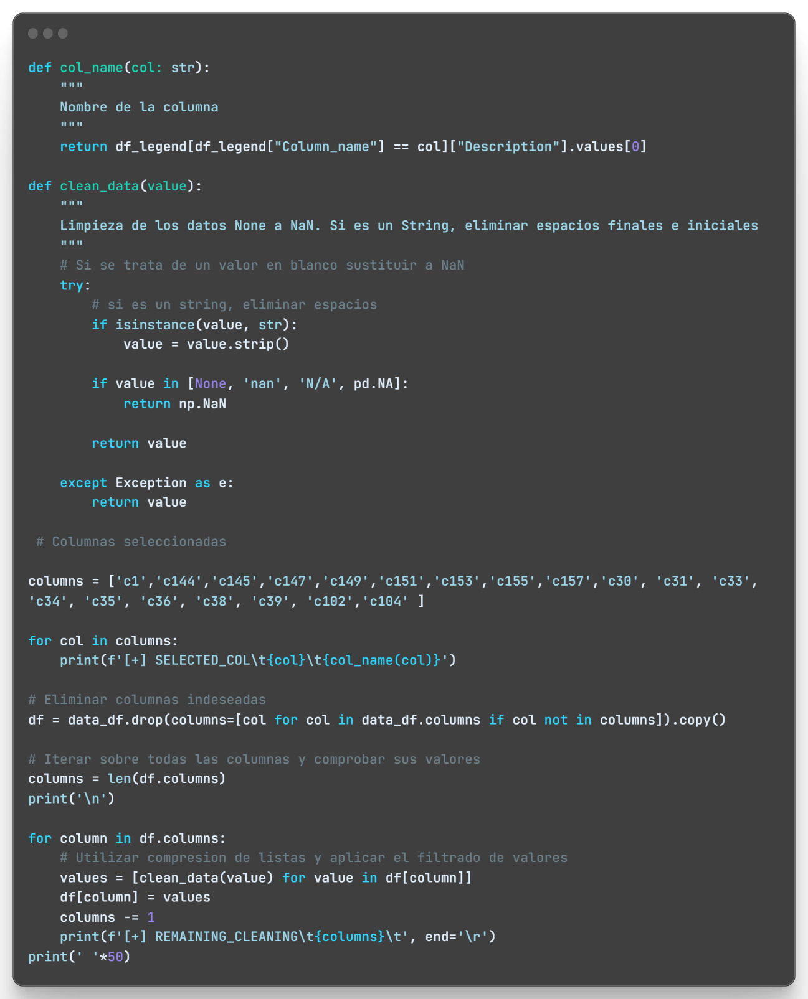 def col_name(col: str):
    """
    Nombre de la columna
    """
    return df_legend[df_legend["Column_name"] == col]["Description"].values[0]

def clean_data(value):
    """
    Limpieza de los datos None a NaN. Si es un String, eliminar espacios finales e iniciales
    """
    # Si se trata de un valor en blanco sustituir a NaN
    try:
        # si es un string, eliminar espacios
        if isinstance(value, str):
            value = value.strip()

        if value in [None, 'nan', 'N/A', pd.NA]:
            return np.NaN

        return value

    except Exception as e:
        return value

 # Columnas seleccionadas

columns = ['c1','c144','c145','c147','c149','c151','c153','c155','c157','c30', 'c31', 'c33',
'c34', 'c35', 'c36', 'c38', 'c39', 'c102','c104' ]

for col in columns:
    print(f'[+] SELECTED_COL\t{col}\t{col_name(col)}')

# Eliminar columnas indeseadas
df = data_df.drop(columns=[col for col in data_df.columns if col not in columns]).copy()

# Iterar sobre todas las columnas y comprobar sus valores
columns = len(df.columns)
print('\n')

for column in df.columns:
    # Utilizar compresion de listas y aplicar el filtrado de valores
    values = [clean_data(value) for value in df[column]]
    df[column] = values
    columns -= 1
    print(f'[+] REMAINING_CLEANING\t{columns}\t', end='\r')
print(' '*50)